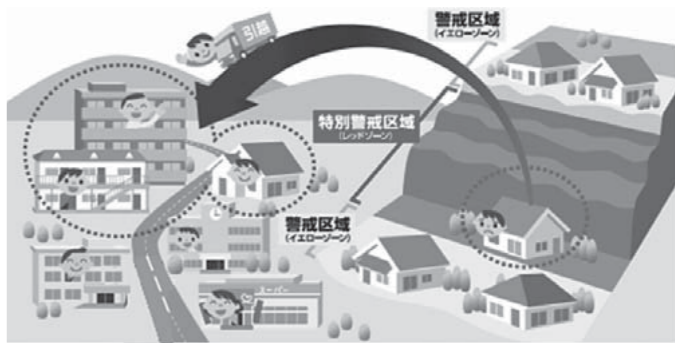 引越
警戒区域
(イエローゾーン)
特別警戒区域
(レッドゾーン)
警戒区域
(イエローゾーン)
スーパー